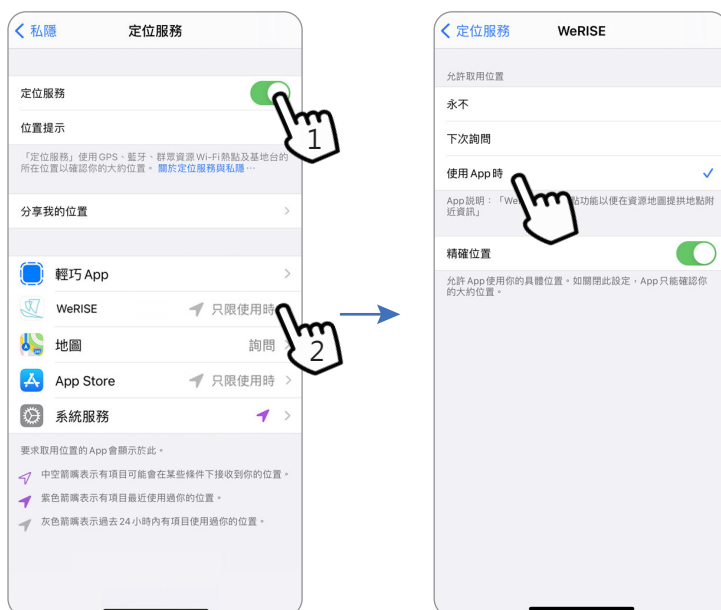 私隱
定位服務
定位服務
1
位置提示
「定位服務」使用GPS、藍牙、群眾資源 Wi-Fi 熱點及基地台的
所在位置以確認你的大約位置。關於定位服務與私隱⋯
分享我的位置
輕巧 App
WeRISE 只限使用時
2
地圖 詢問
App Store 只限使用時
系統服務
要求取用位置的App會顯示於此。
中空箭嘴表示有項目可能會在某些條件下接收到你的位置。
紫色箭嘴表示有項目最近使用過你的位置。
灰色箭嘴表示過去24小時內有項目使用過你的位置。
定位服務
WeRISE
允許取用位置
永不
下次詢問
使用 App 時
App說明:「We 點功能以便在資源地圖提供地點附
近資訊」
精確位置
允許App使用你的具體位置。如關閉此設定,App只能確認你
的大約位置。